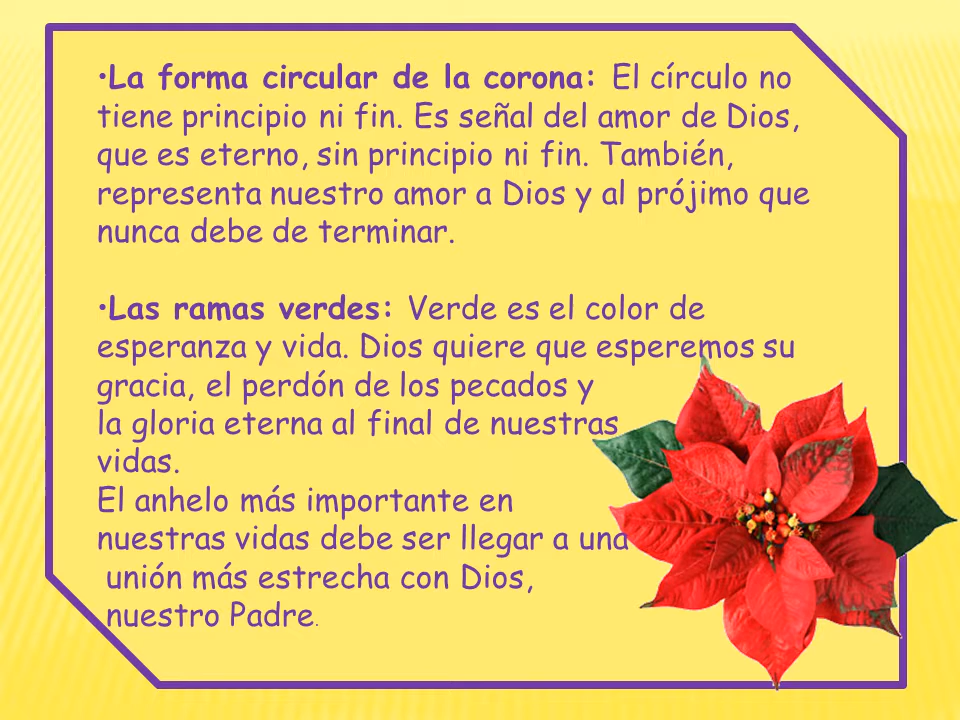 •La forma circular de la corona: El círculo no
tiene principio ni fin. Es señal del amor de Dios,
que es eterno, sin principio ni fin. También,
representa nuestro amor a Dios y al prójimo que
nunca debe de terminar.
•Las ramas verdes: Verde es el color de
esperanza y vida. Dios quiere que esperemos su
gracia, el perdón de los pecados y
la gloria eterna al final de nuestras
vidas.
El anhelo más importante en
nuestras vidas debe ser llegar a una
unión más estrecha con Dios,
nuestro Padre.